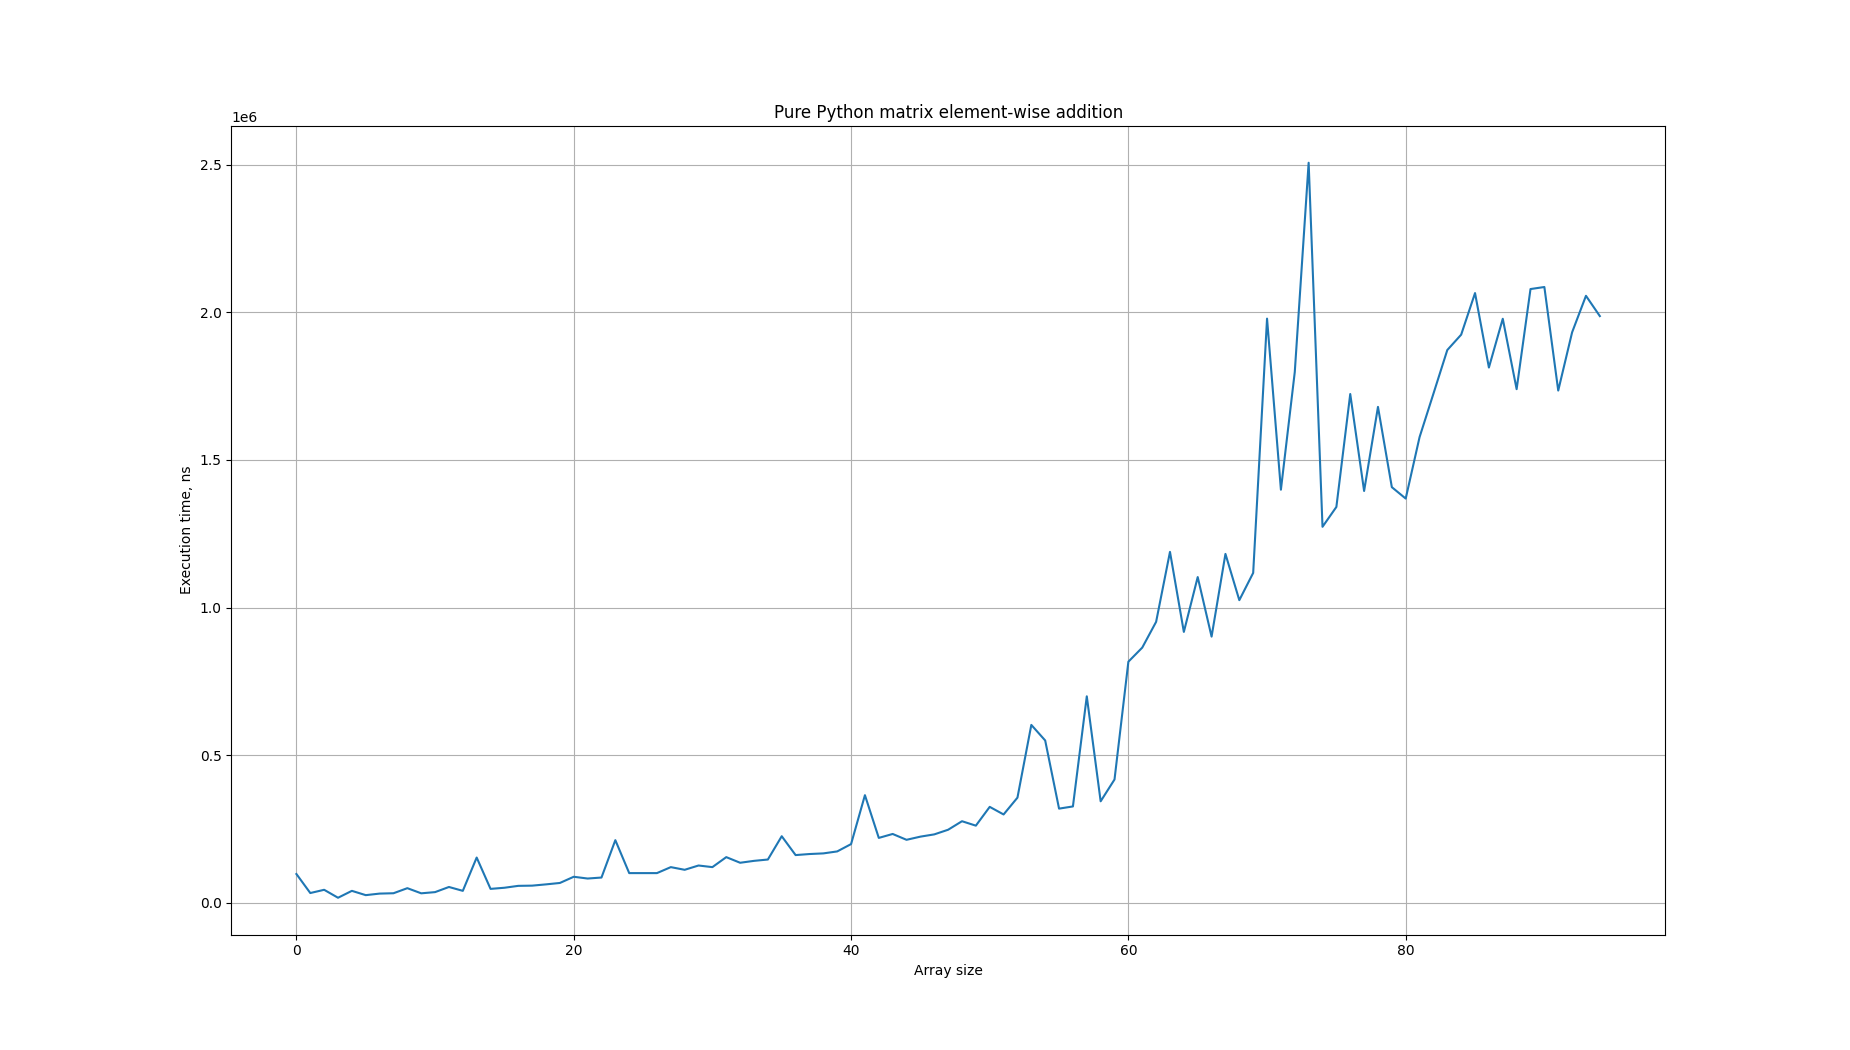 Pure Python matrix element-wise addition
1e6
2.5
2.0
1.5
1.0
0.5
0.0
Execution time, ns
0 20 40 60 80
Array size